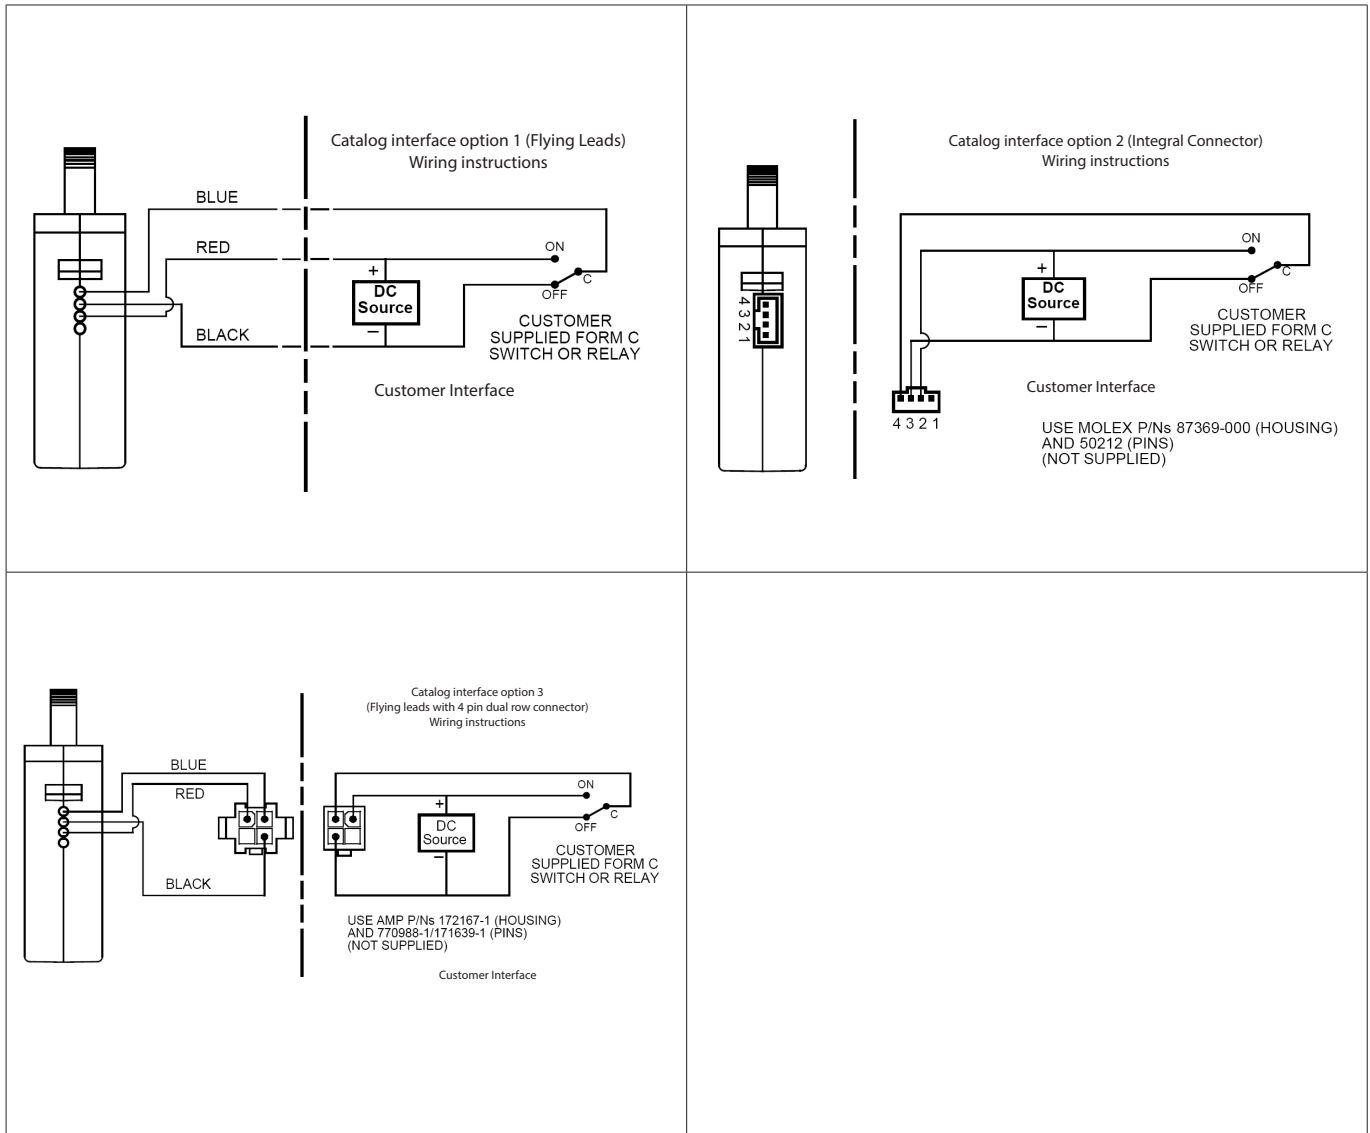 Catalog interface option 1 (Flying Leads)
Wiring instructions
BLUE
RED
ON
+
C
DC
Source
OFF
−
BLACK
CUSTOMER
SUPPLIED FORM C
SWITCH OR RELAY
Customer Interface
Catalog interface option 2 (Integral Connector)
Wiring instructions
ON
+
C
DC
Source
OFF
−
4 3 2 1
CUSTOMER
SUPPLIED FORM C
SWITCH OR RELAY
Customer Interface
4 3 2 1
USE MOLEX P/Ns 87369-000 (HOUSING)
AND 50212 (PINS)
(NOT SUPPLIED)
Catalog interface option 3
(Flying leads with 4 pin dual row connector)
Wiring instructions
BLUE
RED
ON
+
C
DC
Source
OFF
−
CUSTOMER
SUPPLIED FORM C
SWITCH OR RELAY
BLACK
USE AMP P/Ns 172167-1 (HOUSING)
AND 770988-1/171639-1 (PINS)
(NOT SUPPLIED)
Customer Interface